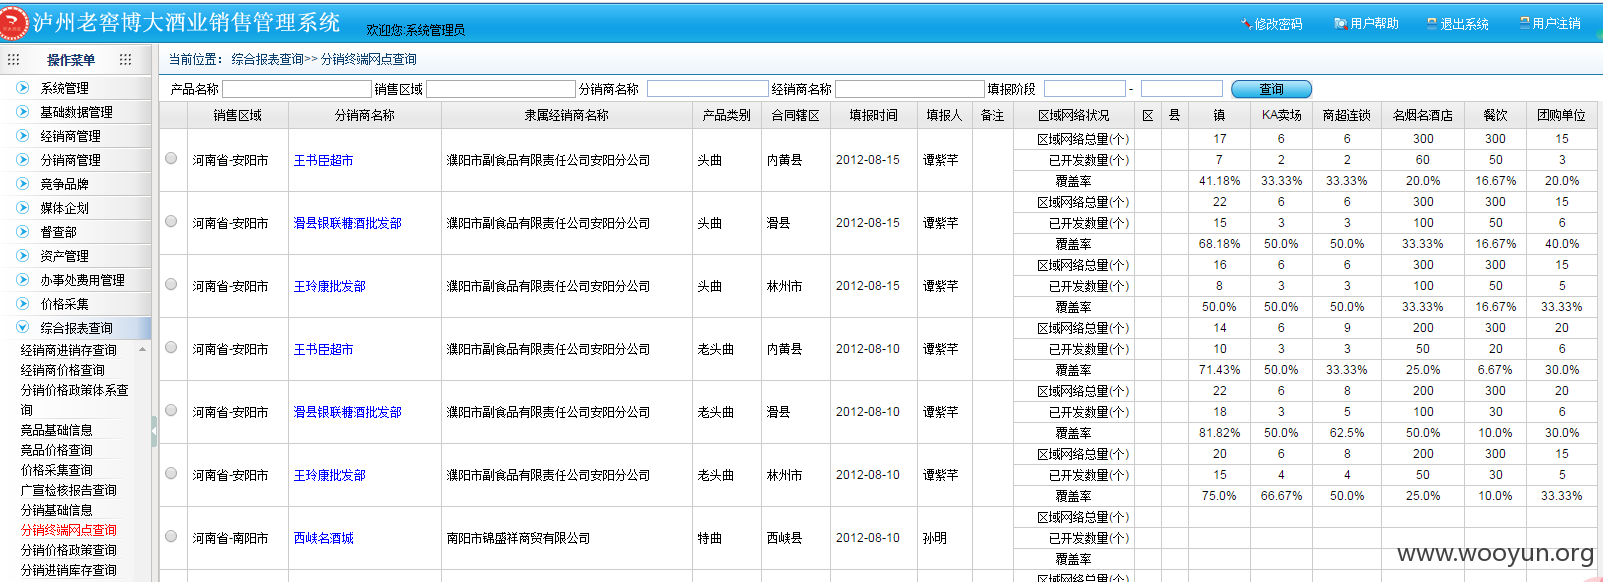 泸州老窖博大酒业销售管理系统 欢迎您:系统管理员 修改密码 用户帮助 退出系统 用户注销
操作菜单 当前位置： 综合报表查询>> 分销终端网点查询
系统管理
基础数据管理
经销商管理
分销商管理
竞争品牌
媒体企划
督查部
资产管理
办事处费用管理
价格采集
综合报表查询
经销商进销存查询
经销商价格查询
分销价格政策体系查
询
竞品基础信息
竞品价格查询
价格采集查询
广宣检核报告查询
分销基础信息
分销终端网点查询
分销价格政策查询
分销进销库存查询
产品名称 销售区域 分销商名称 经销商名称 填报阶段 - 查询
销售区域 分销商名称 隶属经销商名称 产品类别 合同辖区 填报时间 填报人 备注 区域网络状况 区 县 镇 KA卖场 商超连锁 名烟名酒店 餐饮 团购单位
区域网络总量(个) 17 6 6 300 300 15
河南省-安阳市 王书臣超市 濮阳市副食品有限责任公司安阳分公司 头曲 内黄县 2012-08-15 谭紫芊 已开发数量(个) 7 2 2 60 50 3
覆盖率 41.18% 33.33% 33.33% 20.0% 16.67% 20.0%
区域网络总量(个) 22 6 6 300 300 15
河南省-安阳市 滑县银联糖酒批发部 濮阳市副食品有限责任公司安阳分公司 头曲 滑县 2012-08-15 谭紫芊 已开发数量(个) 15 3 3 100 50 6
覆盖率 68.18% 50.0% 50.0% 33.33% 16.67% 40.0%
区域网络总量(个) 16 6 6 300 300 15
河南省-安阳市 王玲康批发部 濮阳市副食品有限责任公司安阳分公司 头曲 林州市 2012-08-15 谭紫芊 已开发数量(个) 8 3 3 100 50 5
覆盖率 50.0% 50.0% 50.0% 33.33% 16.67% 33.33%
区域网络总量(个) 14 6 9 200 300 20
河南省-安阳市 王书臣超市 濮阳市副食品有限责任公司安阳分公司 老头曲 内黄县 2012-08-10 谭紫芊 已开发数量(个) 10 3 3 50 20 6
覆盖率 71.43% 50.0% 33.33% 25.0% 6.67% 30.0%
区域网络总量(个) 22 6 8 200 300 20
河南省-安阳市 滑县银联糖酒批发部 濮阳市副食品有限责任公司安阳分公司 老头曲 滑县 2012-08-10 谭紫芊 已开发数量(个) 18 3 5 100 30 6
覆盖率 81.82% 50.0% 62.5% 50.0% 10.0% 30.0%
区域网络总量(个) 20 6 8 200 300 15
河南省-安阳市 王玲康批发部 濮阳市副食品有限责任公司安阳分公司 老头曲 林州市 2012-08-10 谭紫芊 已开发数量(个) 15 4 4 50 30 5
覆盖率 75.0% 66.67% 50.0% 25.0% 10.0% 33.33%
区域网络总量(个)
河南省-南阳市 西峡名酒城 南阳市锦盛祥商贸有限公司 特曲 西峡县 2012-08-10 孙明 已开发数量(个)
覆盖率
区域网络总量(个)
www.wooyun.org